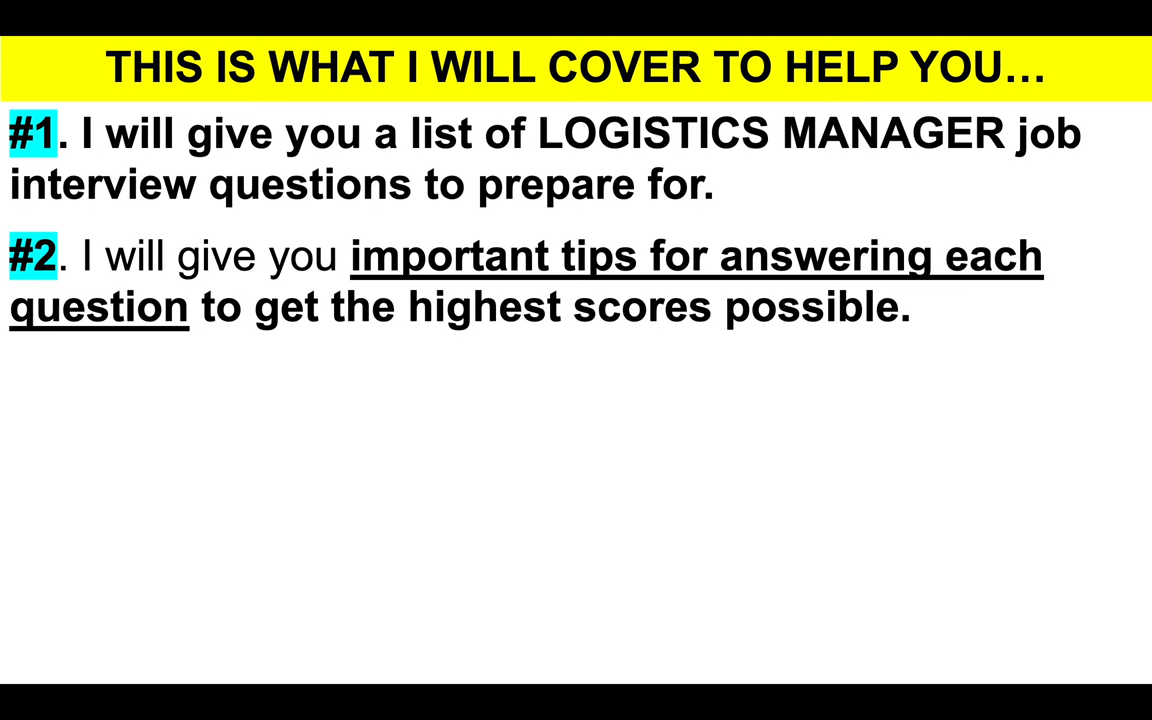 THIS IS WHAT I WILL COVER TO HELP YOU…
#1. I will give you a list of LOGISTICS MANAGER job
interview questions to prepare for.
#2. I will give you important tips for answering each
question to get the highest scores possible.